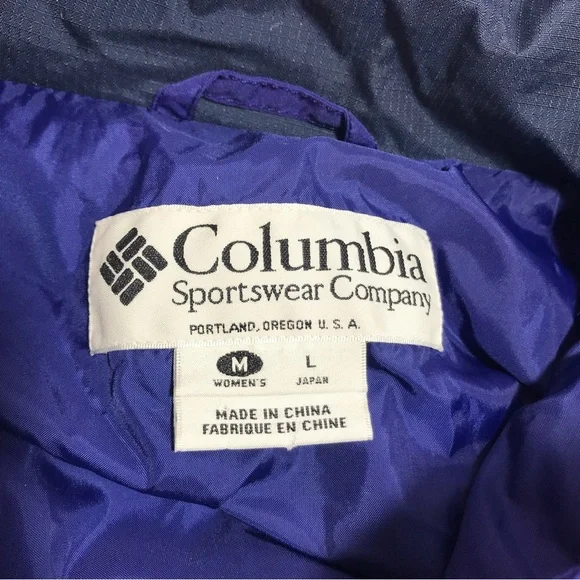 Columbia
Sportswear Company
PORTLAND, OREGON U.S.A.
M L
WOMEN'S JAPAN
MADE IN CHINA
FABRIQUE EN CHINE